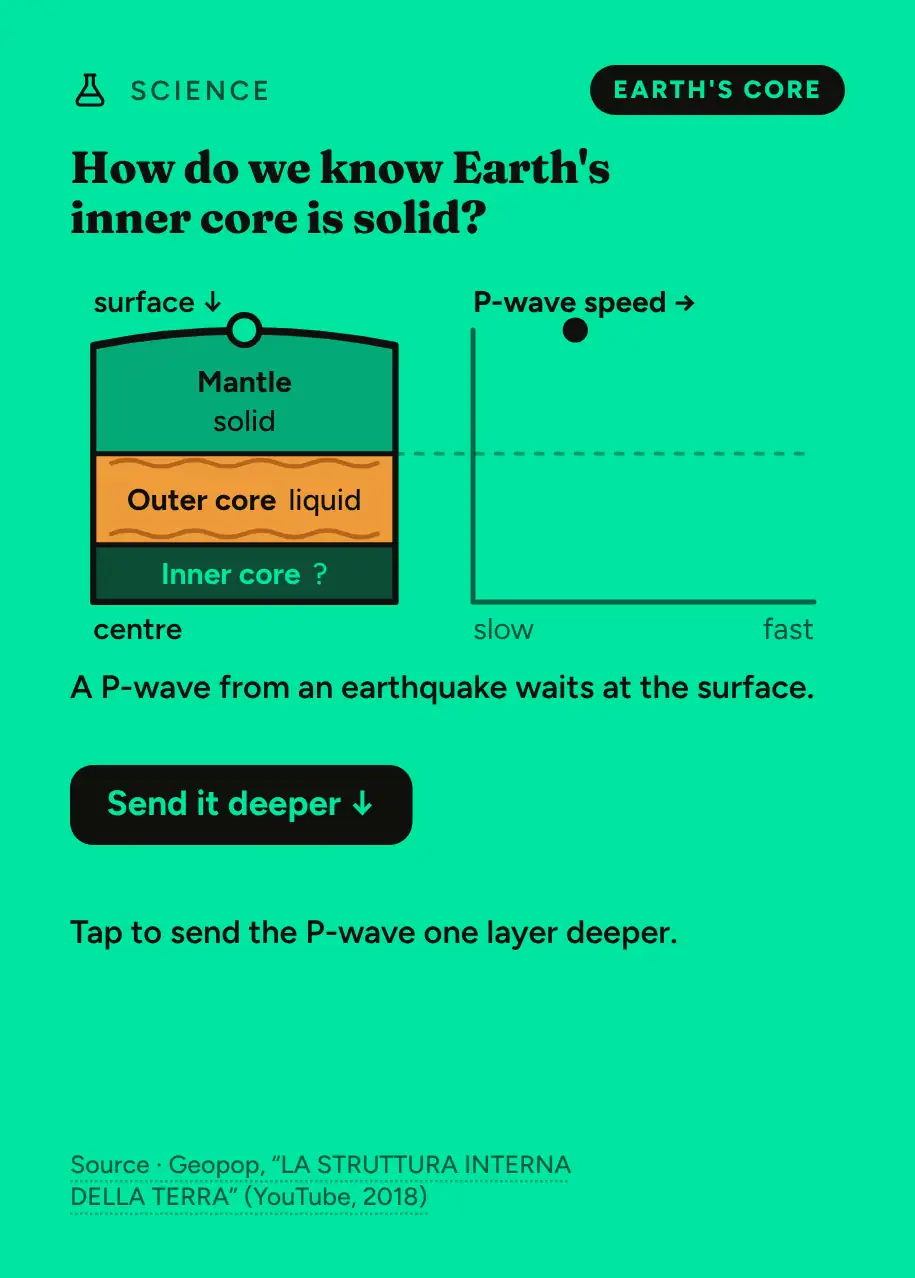 SCIENCE
EARTH'S CORE
How do we know Earth's
inner core is solid?
surface ↓
P-wave speed →
Mantle
solid
Outer core liquid
Inner core ?
centre
slow
fast
A P-wave from an earthquake waits at the surface.
Send it deeper ↓
Tap to send the P-wave one layer deeper.
Source · Geopop, “LA STRUTTURA INTERNA
DELLA TERRA” (YouTube, 2018)